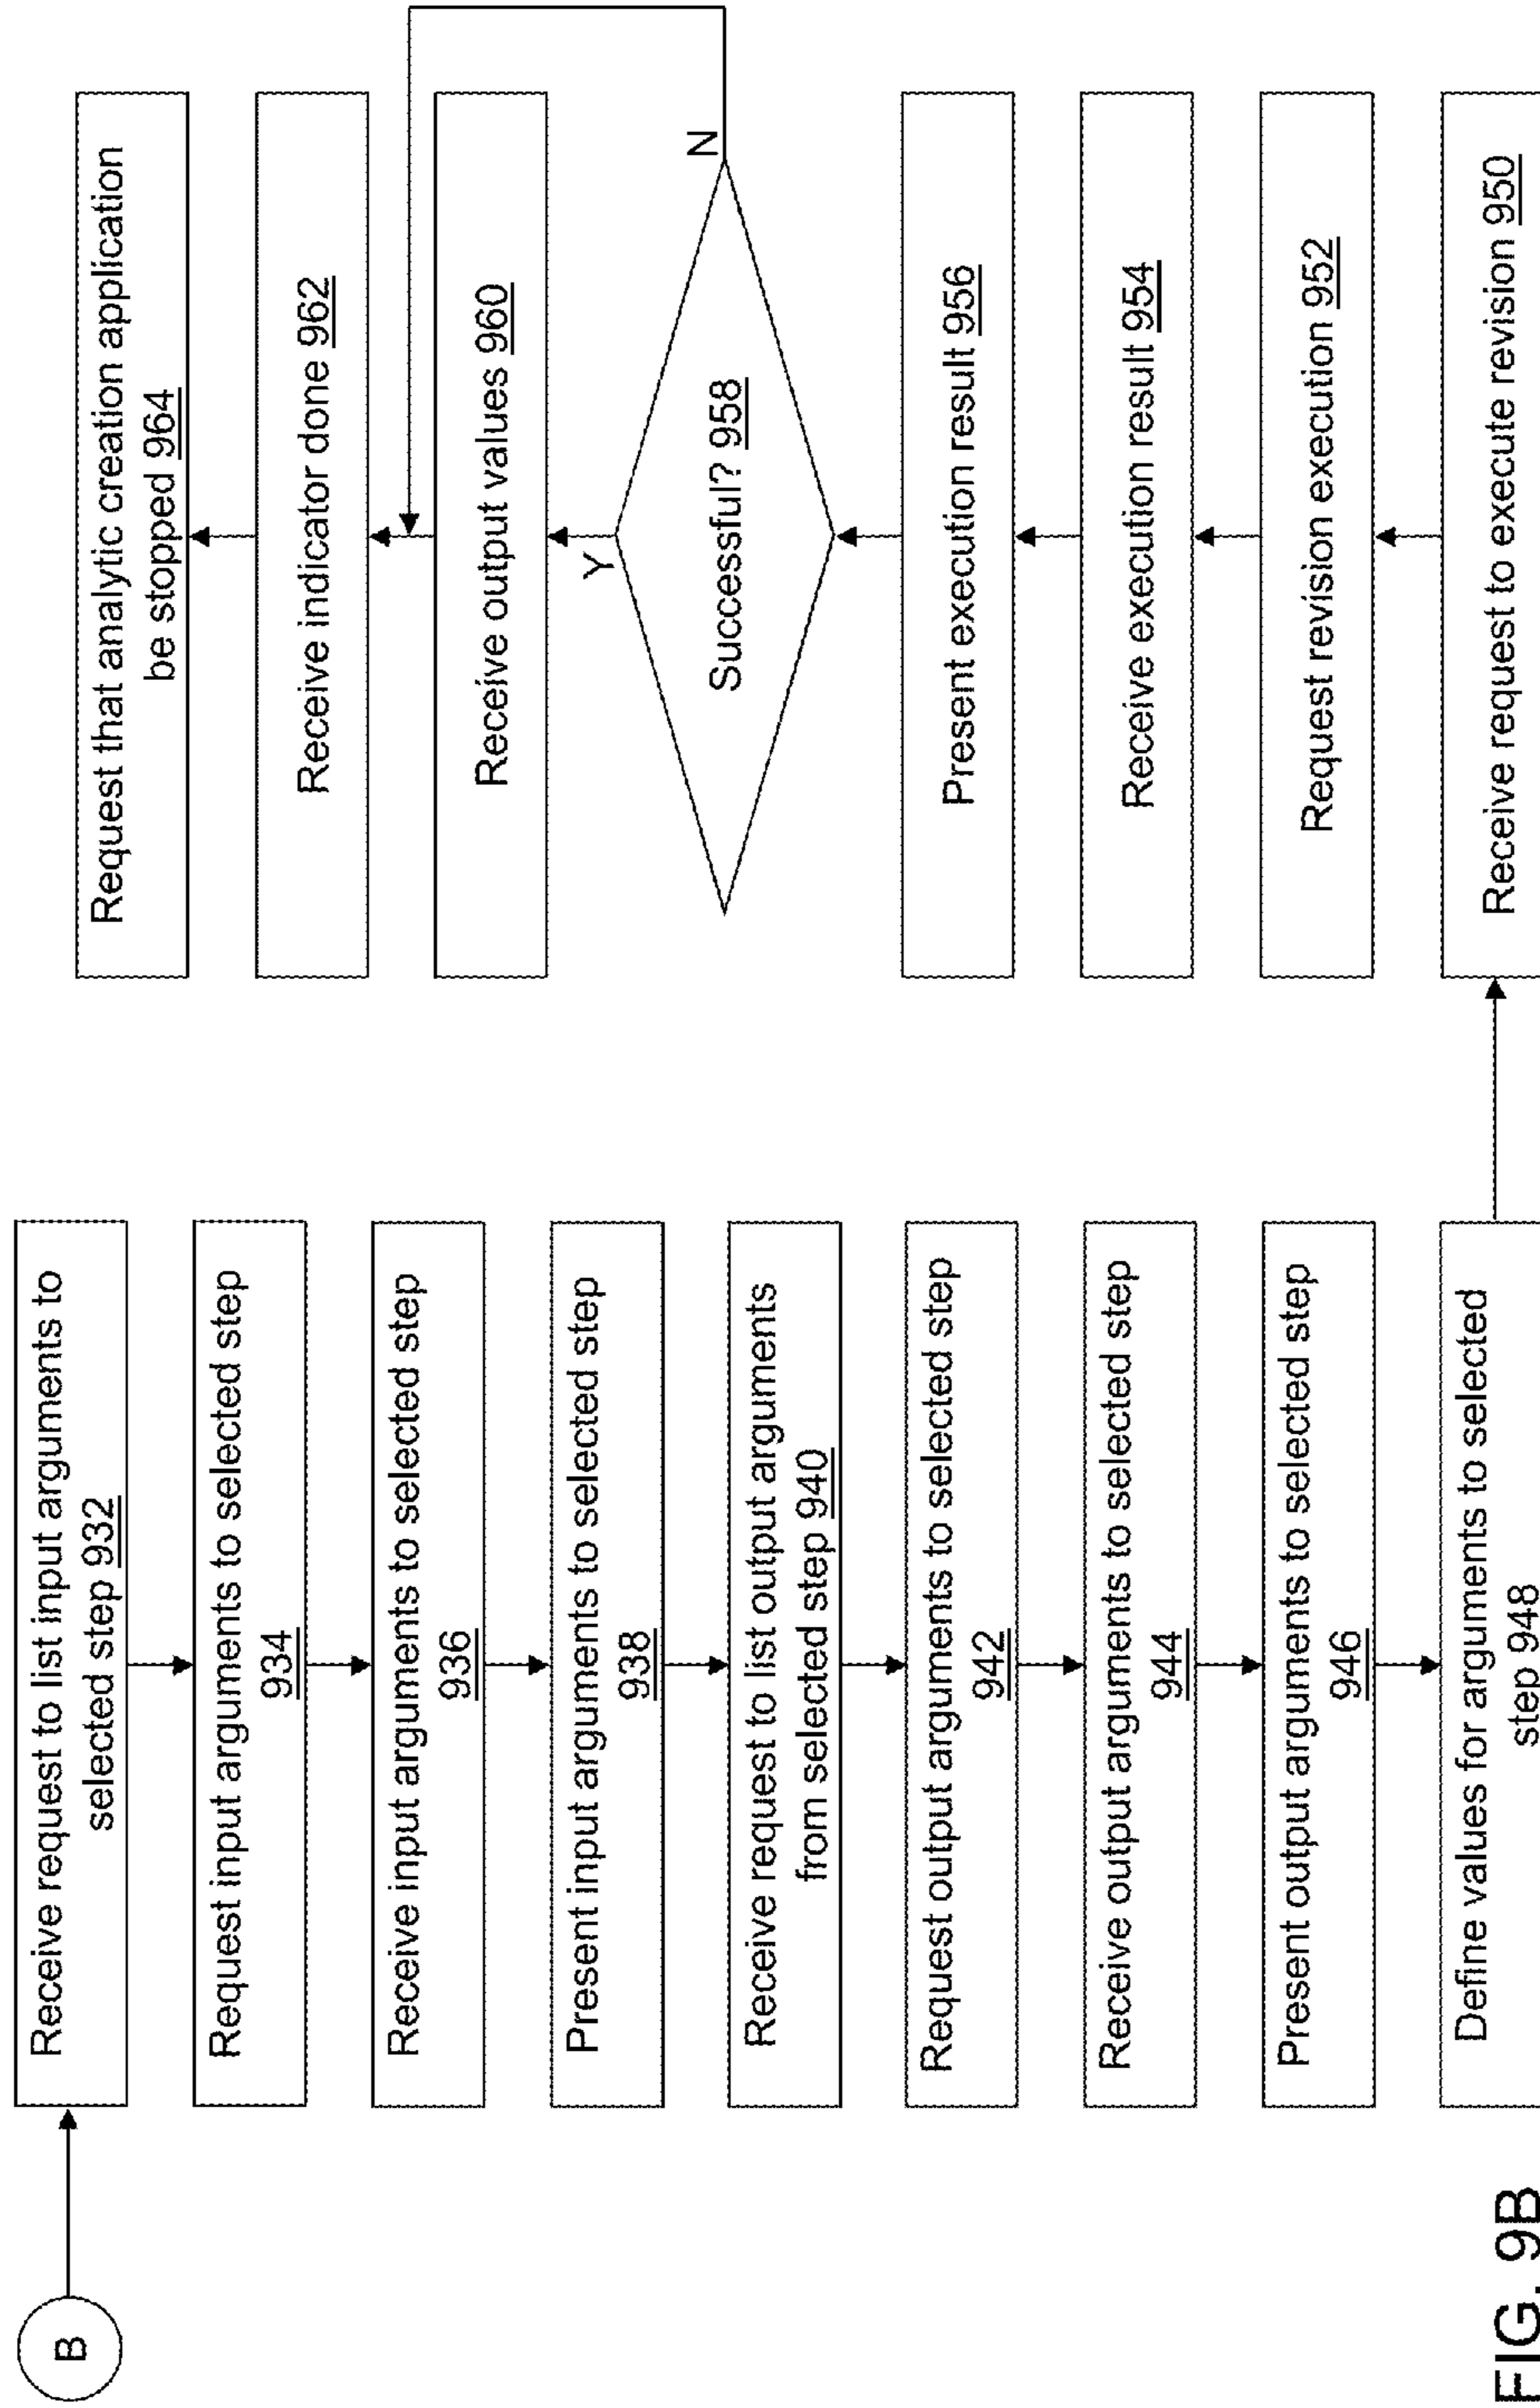 B
Receive request to list input arguments to
selected step 932
Request input arguments to selected step
934
Receive input arguments to selected step
936
Present input arguments to selected step
938
Receive request to list output arguments
from selected step 940
Request output arguments to selected step
942
Receive output arguments to selected step
944
Present output arguments to selected step
946
Define values for arguments to selected
step 948
Receive request to execute revision 950
Request revision execution 952
Receive execution result 954
Present execution result 956
Successful? 958
N
Y
Receive output values 960
Receive indicator done 962
Request that analytic creation application
be stopped 964
FIG. 9B